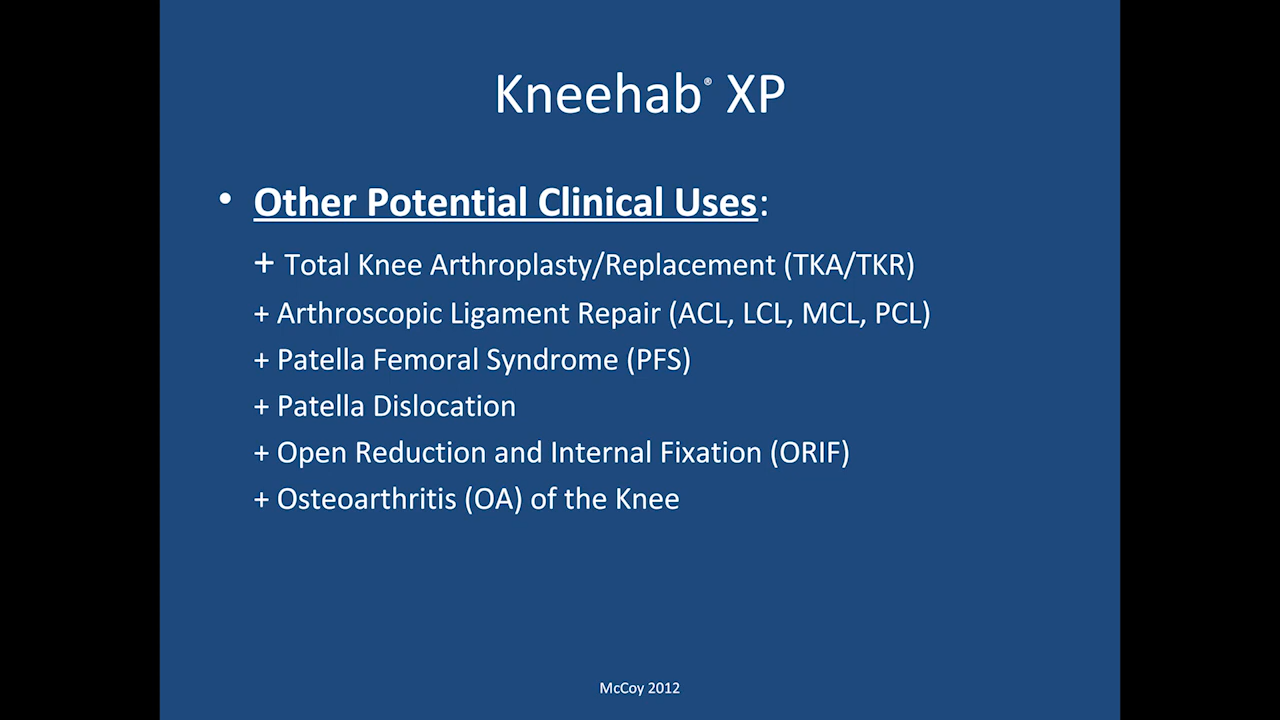 Kneehab® XP
• Other Potential Clinical Uses:
+ Total Knee Arthroplasty/Replacement (TKA/TKR)
+ Arthroscopic Ligament Repair (ACL, LCL, MCL, PCL)
+ Patella Femoral Syndrome (PFS)
+ Patella Dislocation
+ Open Reduction and Internal Fixation (ORIF)
+ Osteoarthritis (OA) of the Knee
McCoy 2012